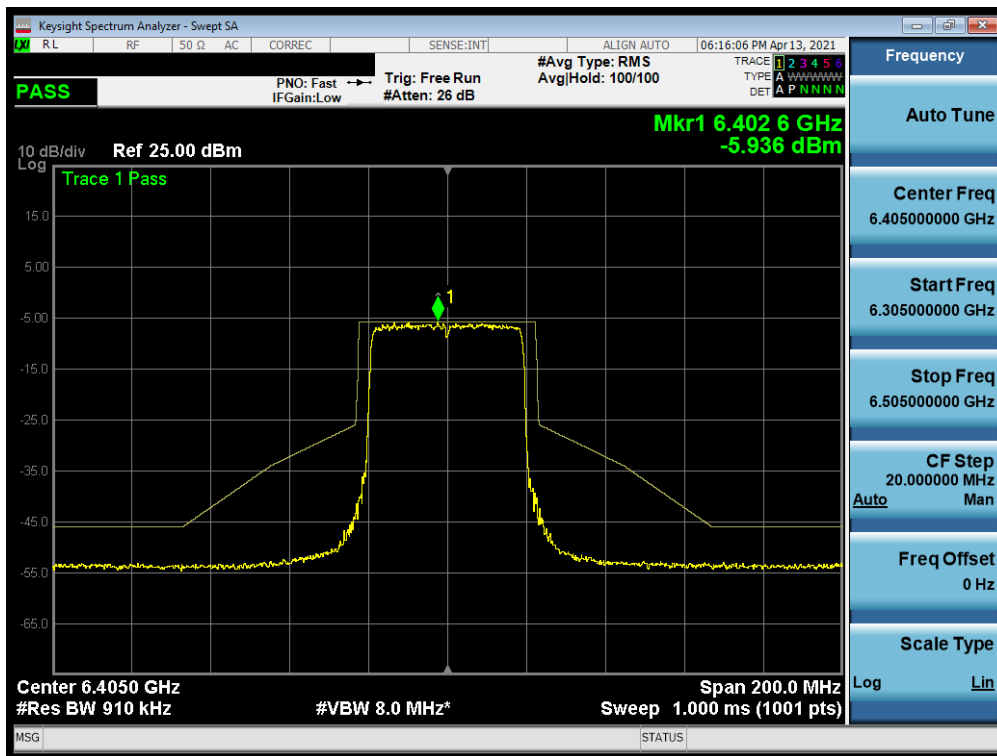 Keysight Spectrum Analyzer - Swept SA
LXI RL RF 50 Ω AC CORREC SENSE:INT ALIGN AUTO 06:16:06 PM Apr 13, 2021
PASS
PNO: Fast
IFGain:Low
Trig: Free Run
#Atten: 26 dB
#Avg Type: RMS
Avg|Hold: 100/100
TRACE 1 2 3 4 5 6
TYPE A WWWWW
DET A P N N N N
Mkr1 6.402 6 GHz
-5.936 dBm
10 dB/div
Log
Ref 25.00 dBm
Trace 1 Pass
15.0
5.00
-5.00
-15.0
-25.0
-35.0
-45.0
-55.0
-65.0
1
Center 6.4050 GHz
Span 200.0 MHz
#Res BW 910 kHz
#VBW 8.0 MHz*
Sweep 1.000 ms (1001 pts)
MSG
STATUS
Frequency
Auto Tune
Center Freq
6.405000000 GHz
Start Freq
6.305000000 GHz
Stop Freq
6.505000000 GHz
CF Step
20.000000 MHz
Auto Man
Freq Offset
0 Hz
Scale Type
Log Lin